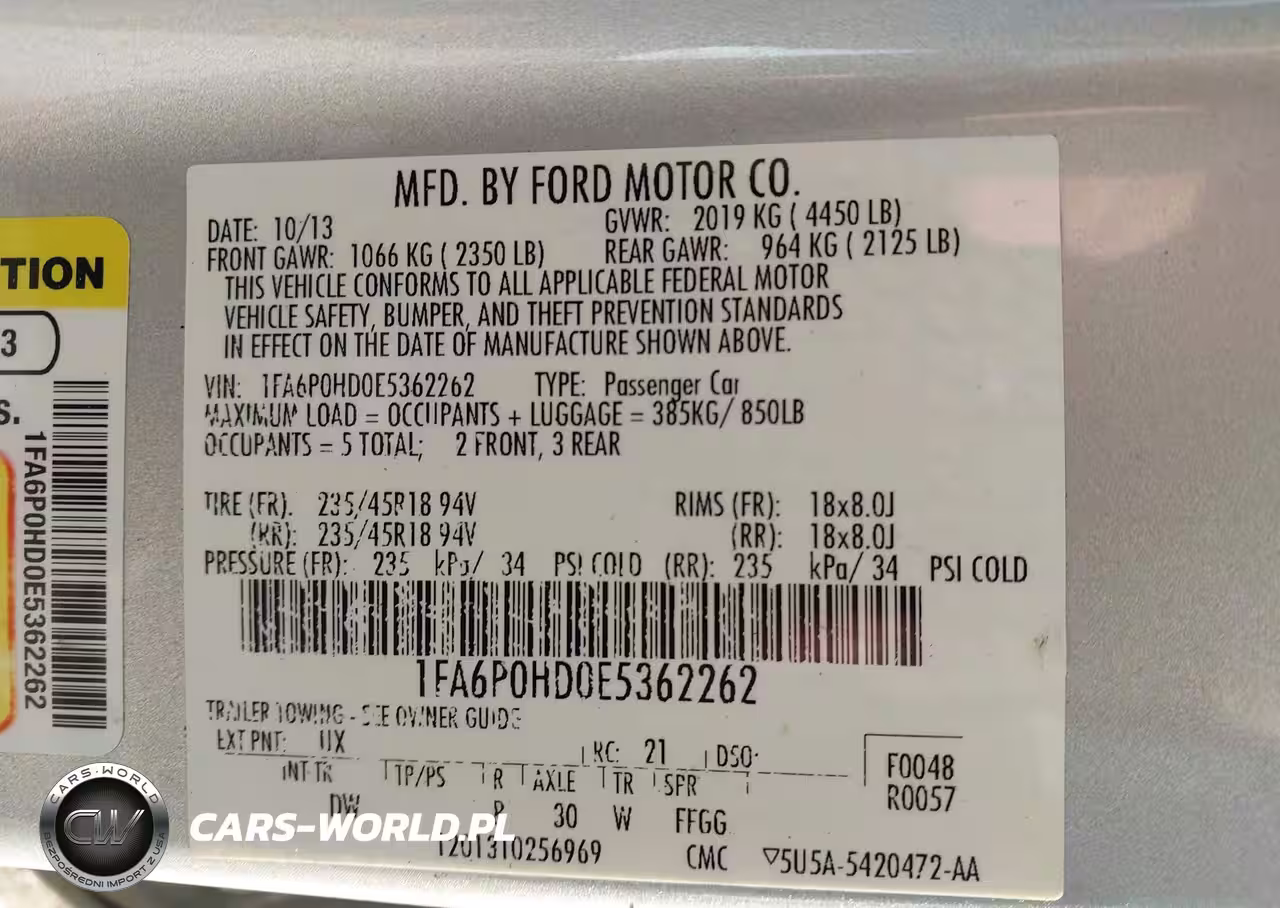 MFD. BY FORD MOTOR CO.
DATE: 10/13 GVWR: 2019 KG ( 4450 LB)
FRONT GAWR: 1066 KG ( 2350 LB) REAR GAWR: 964 KG ( 2125 LB)
THIS VEHICLE CONFORMS TO ALL APPLICABLE FEDERAL MOTOR
VEHICLE SAFETY, BUMPER, AND THEFT PREVENTION STANDARDS
IN EFFECT ON THE DATE OF MANUFACTURE SHOWN ABOVE.
VIN: 1FA6P0HD0E5362262 TYPE: Passenger Car
MAXIMUM LOAD = OCCUPANTS + LUGGAGE = 385KG/ 850LB
OCCUPANTS = 5 TOTAL; 2 FRONT, 3 REAR
TIRE (FR). 235/45R18 94V RIMS (FR): 18x8.0J
(RR): 235/45R18 94V (RR): 18x8.0J
PRESSURE (FR): 235 kPa/ 34 PSI COLD (RR): 235 kPa/ 34 PSI COLD
1FA6P0HD0E5362262
TRAILER TOWING - SEE OWNER GUIDE
EXT PNT: UX RC: 21 DSO:
INT TR TP/PS R AXLE TR SPR
F0048
R0057
DW 30 W FFGG
1201310256969 CMC ▽5U5A-5420472-AA
TION
3
S.
1FA6P0HD0E5362262
CARS-WORLD
CW
BEZPOŚREDNI IMPORT Z USA
CARS-WORLD.PL